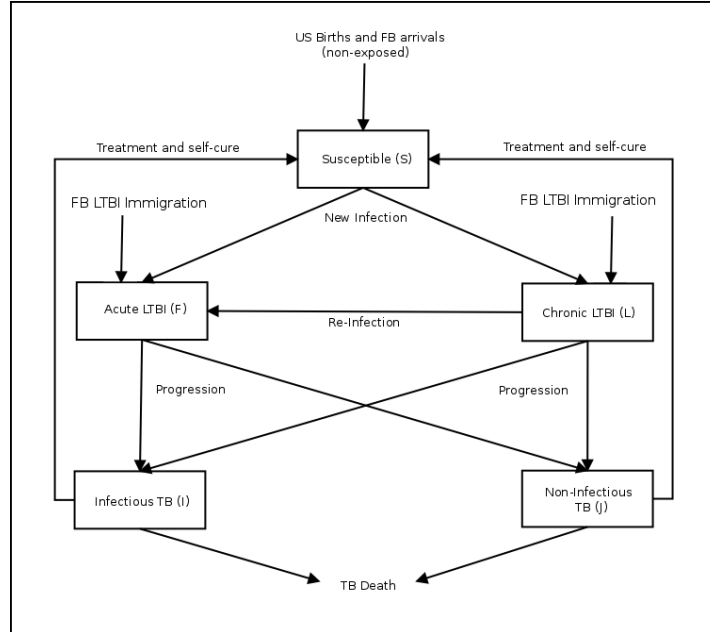 US Births and FB arrivals
(non-exposed)
Treatment and self-cure
Treatment and self-cure
Susceptible (S)
FB LTBI Immigration
FB LTBI Immigration
New Infection
Acute LTBI (F)
Chronic LTBI (L)
Re-Infection
Progression
Progression
Infectious TB (I)
Non-Infectious
TB (J)
TB Death